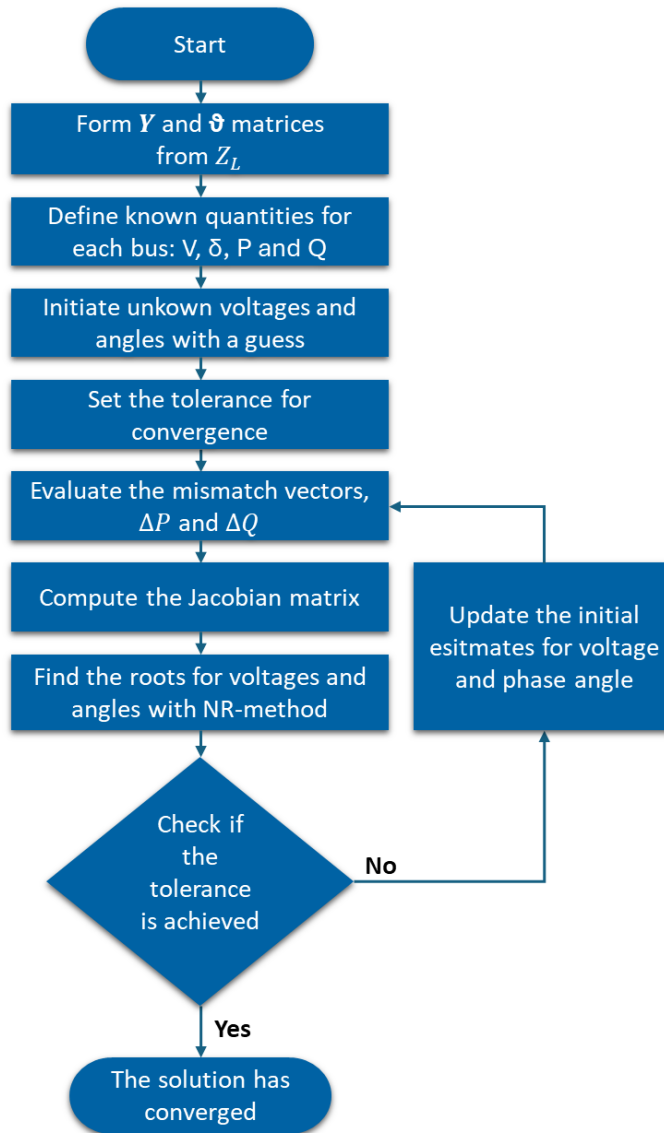 Start
Form Y and ϑ matrices
from Z_L
Define known quantities for
each bus: V, δ, P and Q
Initiate unkown voltages and
angles with a guess
Set the tolerance for
convergence
Evaluate the mismatch vectors,
ΔP and ΔQ
Compute the Jacobian matrix
Find the roots for voltages and
angles with NR-method
Update the initial
esitmates for voltage
and phase angle
Check if
the
tolerance
is achieved
No
Yes
The solution has
converged